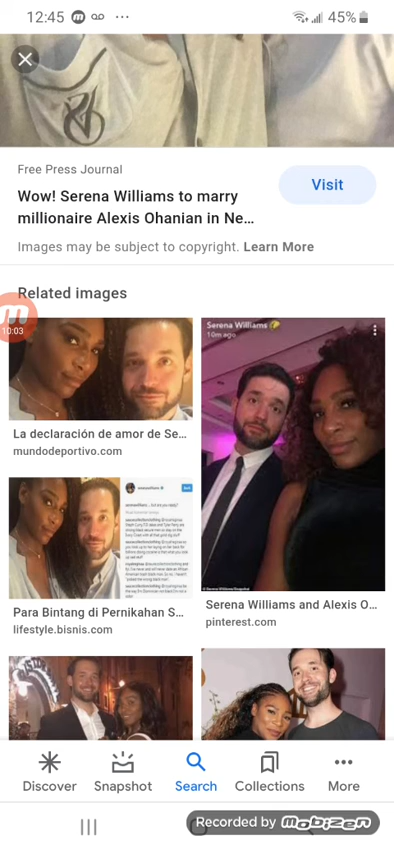 12:45
45%
Free Press Journal
Wow! Serena Williams to marry
millionaire Alexis Ohanian in Ne...
Visit
Images may be subject to copyright. Learn More
Related images
10:03
Serena Williams
10m ago
La declaración de amor de Se...
mundodeportivo.com
Para Bintang di Pernikahan S...
lifestyle.bisnis.com
Serena Williams and Alexis O...
pinterest.com
Discover
Snapshot
Search
Collections
More
Recorded by mobizen